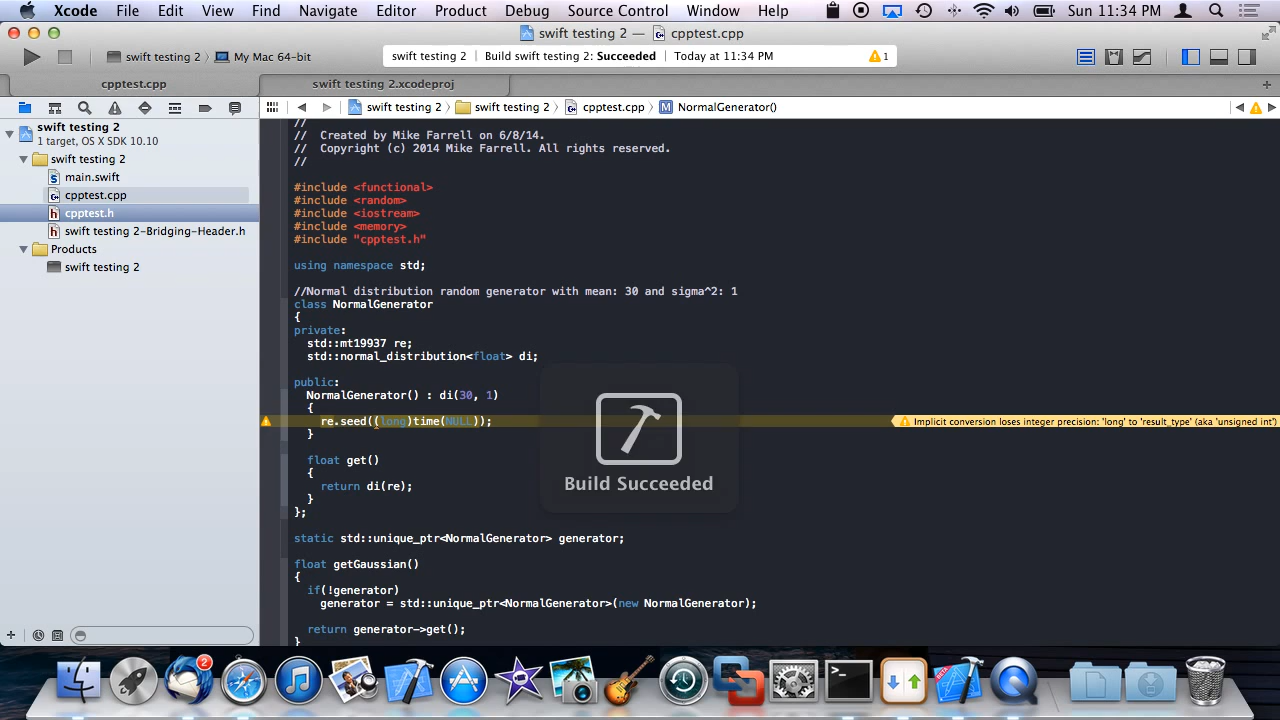 Xcode File Edit View Find Navigate Editor Product Debug Source Control Window Help Sun 11:34 PM
swift testing 2 — cpptest.cpp
swift testing 2 My Mac 64-bit
swift testing 2 Build swift testing 2: Succeeded Today at 11:34 PM 1
cpptest.cpp swift testing 2.xcodeproj
swift testing 2 swift testing 2 cpptest.cpp M NormalGenerator()
swift testing 2
1 target, OS X SDK 10.10
swift testing 2
main.swift
cpptest.cpp
cpptest.h
swift testing 2-Bridging-Header.h
Products
swift testing 2
//
// Created by Mike Farrell on 6/8/14.
// Copyright (c) 2014 Mike Farrell. All rights reserved.
//
#include <functional>
#include <random>
#include <iostream>
#include <memory>
#include "cpptest.h"
using namespace std;
//Normal distribution random generator with mean: 30 and sigma^2: 1
class NormalGenerator
{
private:
std::mt19937 re;
std::normal_distribution<float> di;
public:
NormalGenerator() : di(30, 1)
{
re.seed((long)time(NULL)); Implicit conversion loses integer precision: 'long' to 'result_type' (aka 'unsigned int')
}
float get()
{
return di(re);
}
};
static std::unique_ptr<NormalGenerator> generator;
float getGaussian()
{
if(!generator)
generator = std::unique_ptr<NormalGenerator>(new NormalGenerator);
return generator->get();
}
Build Succeeded
2